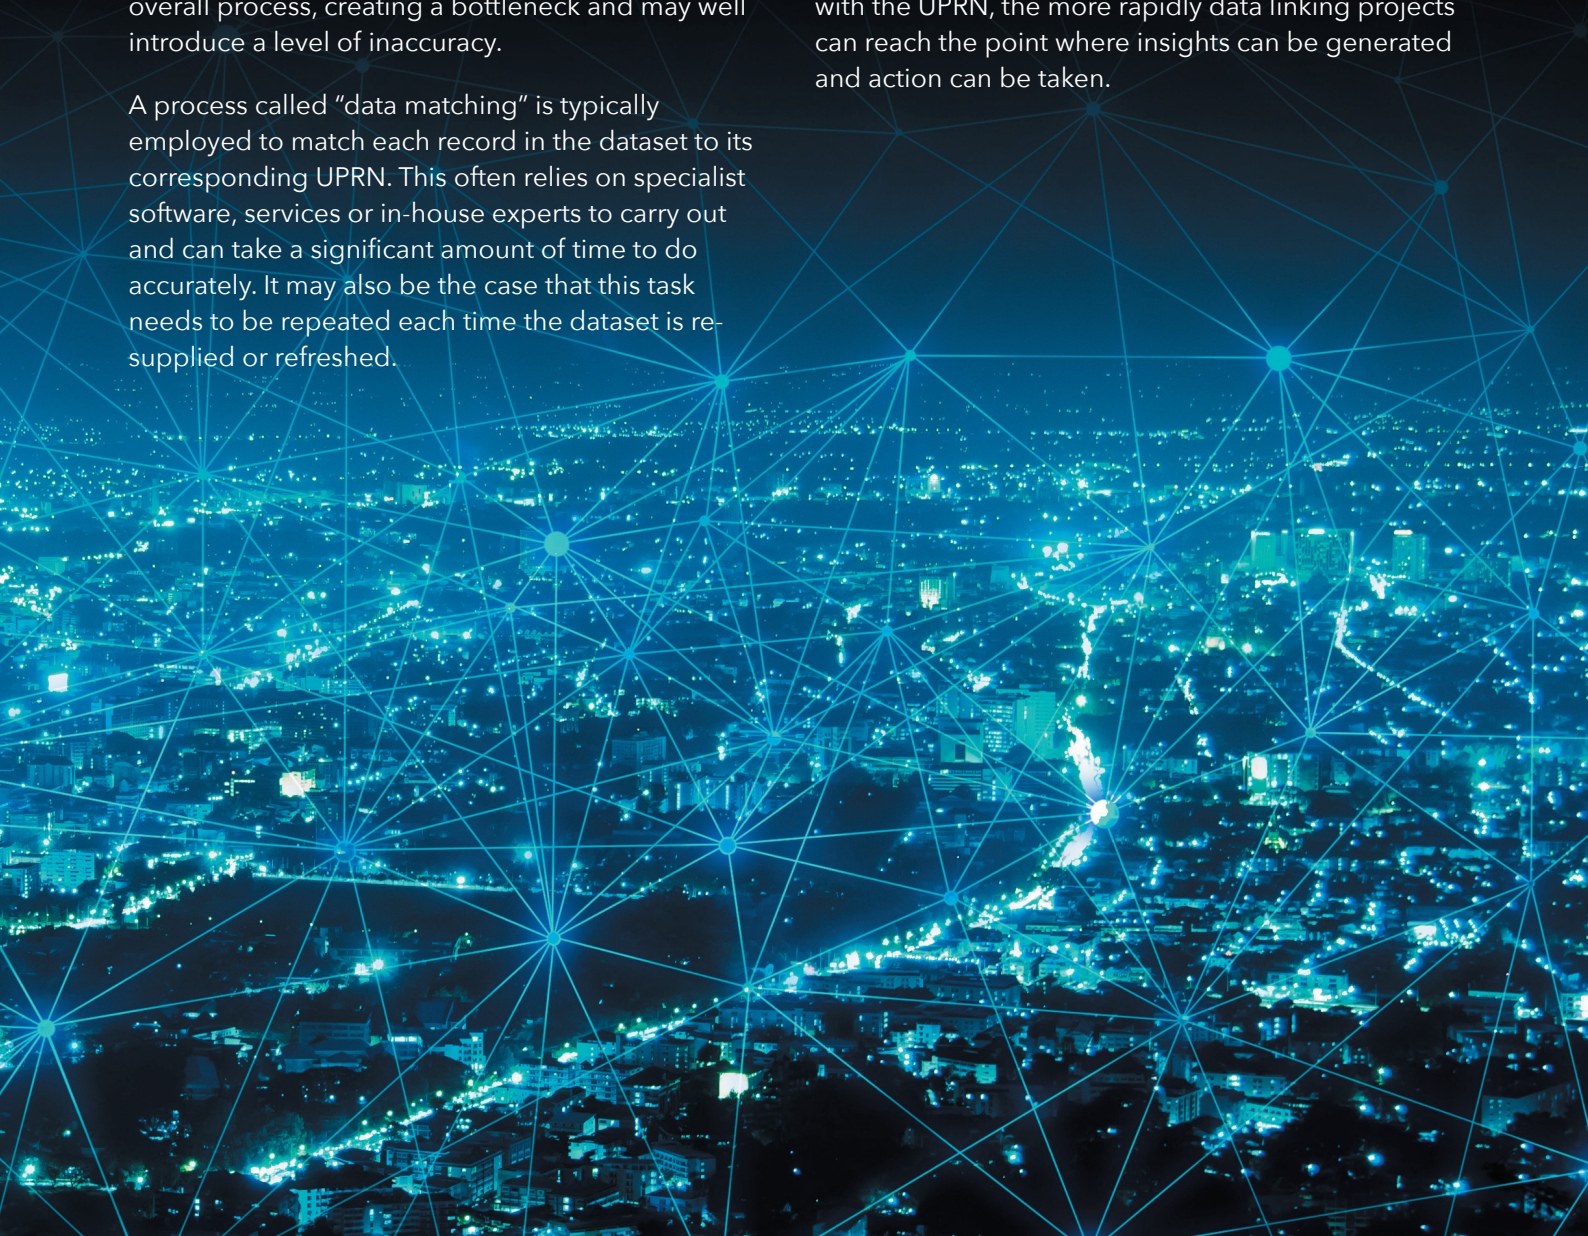 overall process, creating a bottleneck and may well
introduce a level of inaccuracy.
A process called “data matching” is typically
employed to match each record in the dataset to its
corresponding UPRN. This often relies on specialist
software, services or in-house experts to carry out
and can take a significant amount of time to do
accurately. It may also be the case that this task
needs to be repeated each time the dataset is re-
supplied or refreshed.
with the UPRN, the more rapidly data linking projects
can reach the point where insights can be generated
and action can be taken.